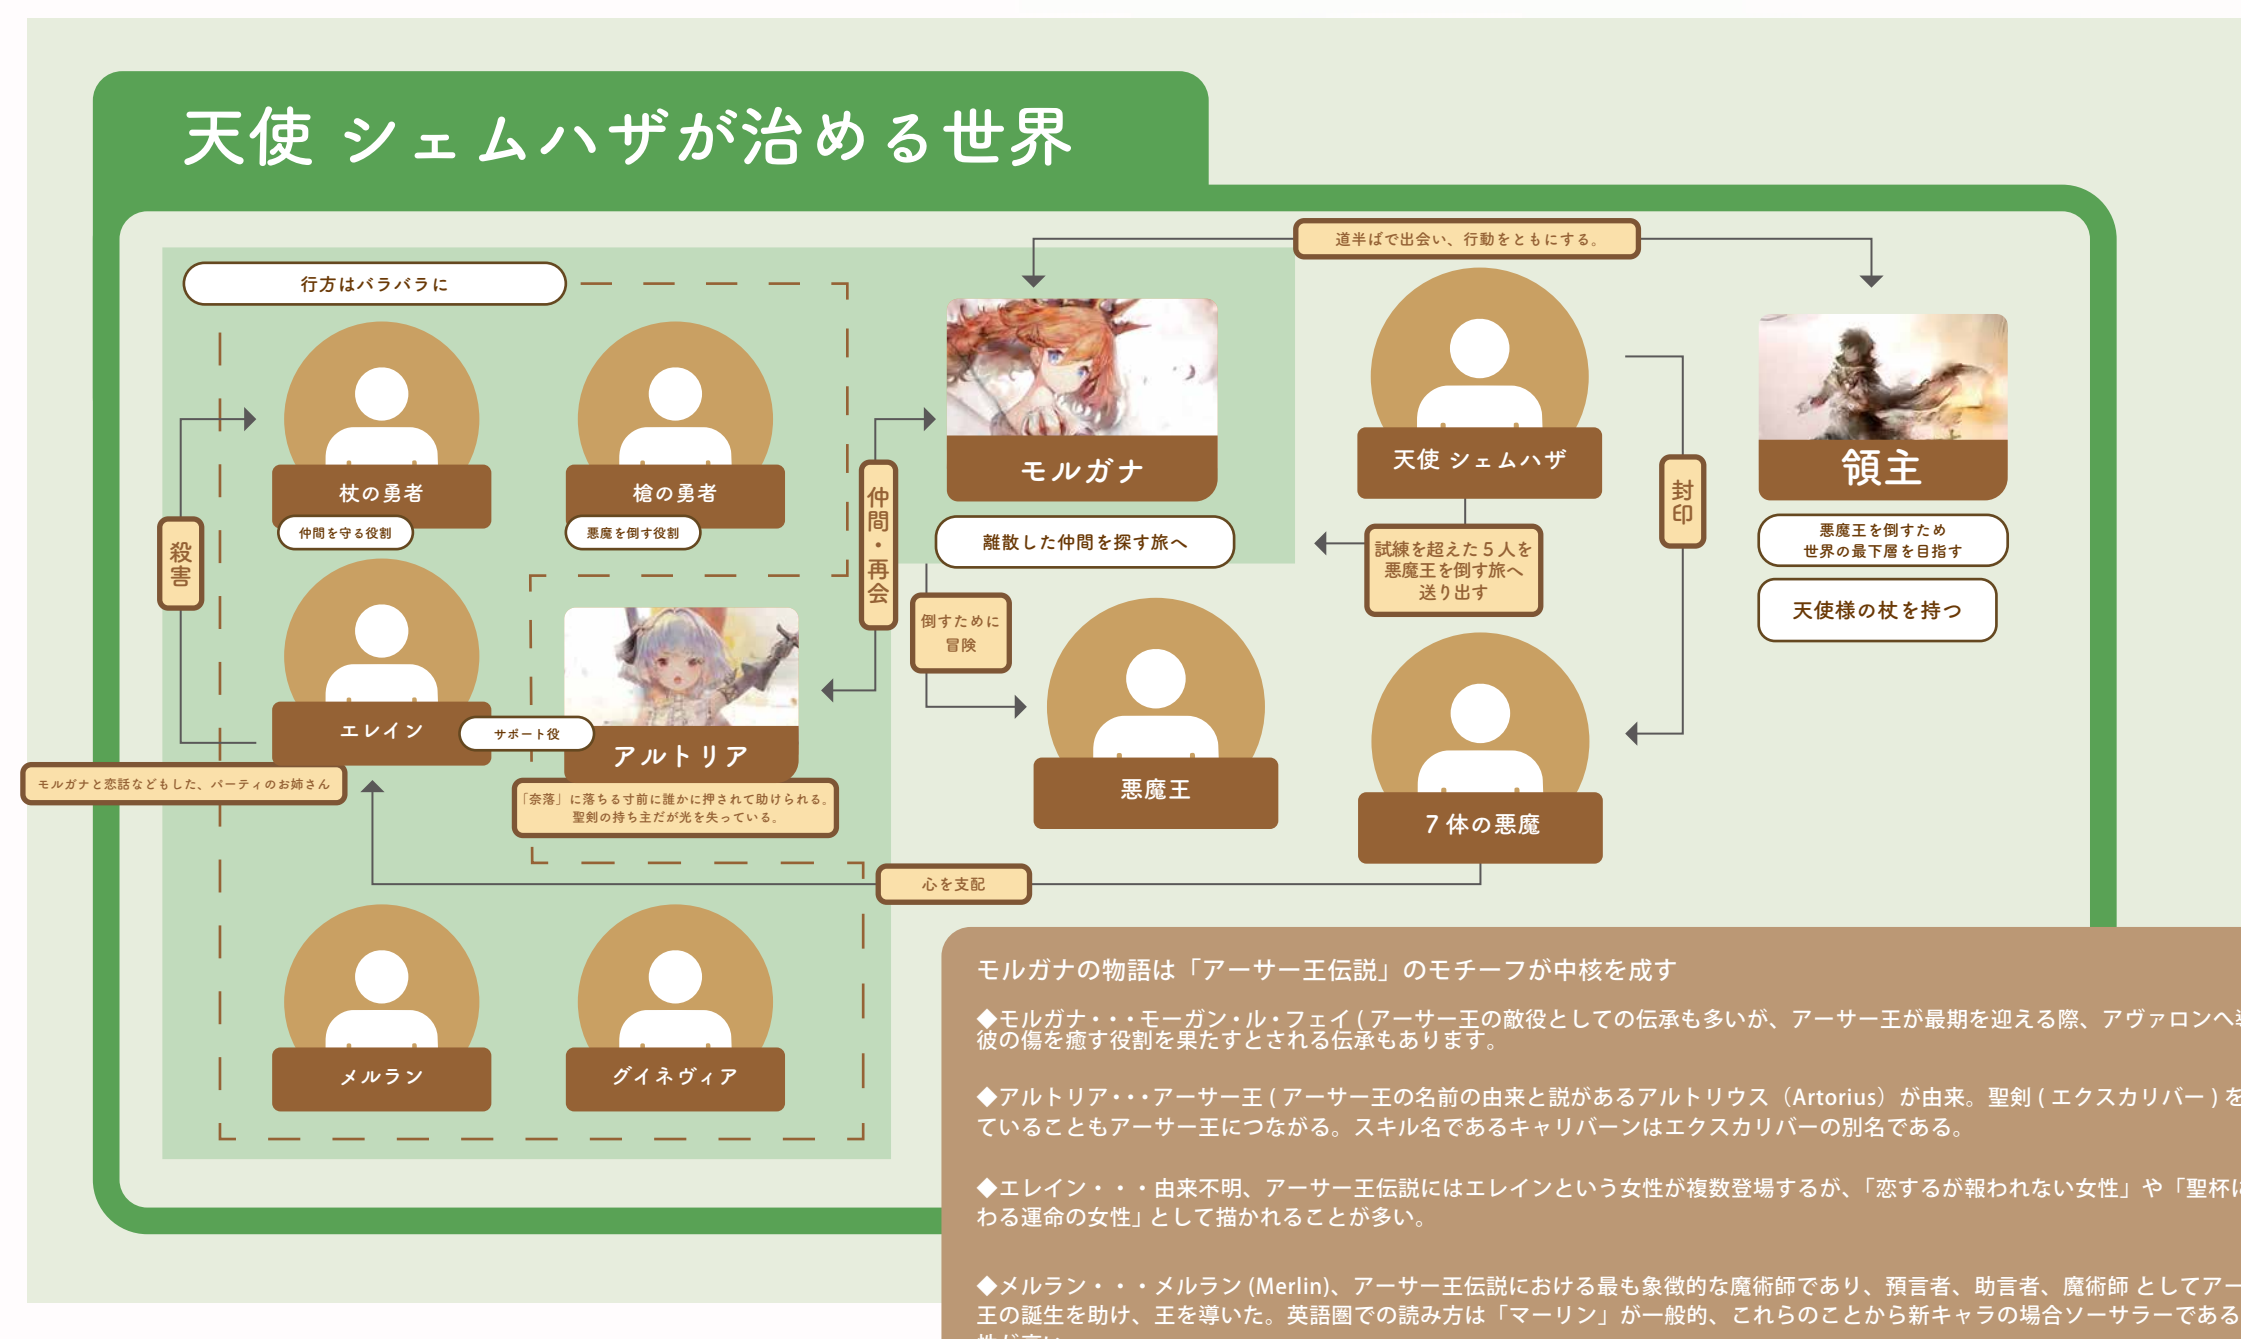 天使 シェムハザが治める世界
道半ばで出会い、行動をともにする。
行方はバラバラに
杖の勇者
仲間を守る役割
槍の勇者
悪魔を倒す役割
殺害
仲間・再会
モルガナ
離散した仲間を探す旅へ
天使 シェムハザ
試練を超えた５人を
悪魔王を倒す旅へ
送り出す
封印
領主
悪魔王を倒すため
世界の最下層を目指す
天使様の杖を持つ
倒すために
冒険
エレイン
サポート役
モルガナと恋話などもした、パーティのお姉さん
アルトリア
「奈落」に落ちる寸前に誰かに押されて助けられる。
聖剣の持ち主だが光を失っている。
悪魔王
７体の悪魔
心を支配
メルラン
グイネヴィア
モルガナの物語は「アーサー王伝説」のモチーフが中核を成す
◆モルガナ・・・モーガン・ル・フェイ ( アーサー王の敵役としての伝承も多いが、アーサー王が最期を迎える際、アヴァロンへ
彼の傷を癒す役割を果たすとされる伝承もあります。
◆アルトリア・・・アーサー王 ( アーサー王の名前の由来と説があるアルトリウス（Artorius）が由来。聖剣 ( エクスカリバー ) を
ていることもアーサー王につながる。スキル名であるキャリバーンはエクスカリバーの別名である。
◆エレイン・・・由来不明、アーサー王伝説にはエレインという女性が複数登場するが、「恋するが報われない女性」や「聖杯に
わる運命の女性」として描かれることが多い。
◆メルラン・・・メルラン (Merlin)、アーサー王伝説における最も象徴的な魔術師であり、預言者、助言者、魔術師 としてアー
王の誕生を助け、王を導いた。英語圏での読み方は「マーリン」が一般的、これらのことから新キャラの場合ソーサラーである